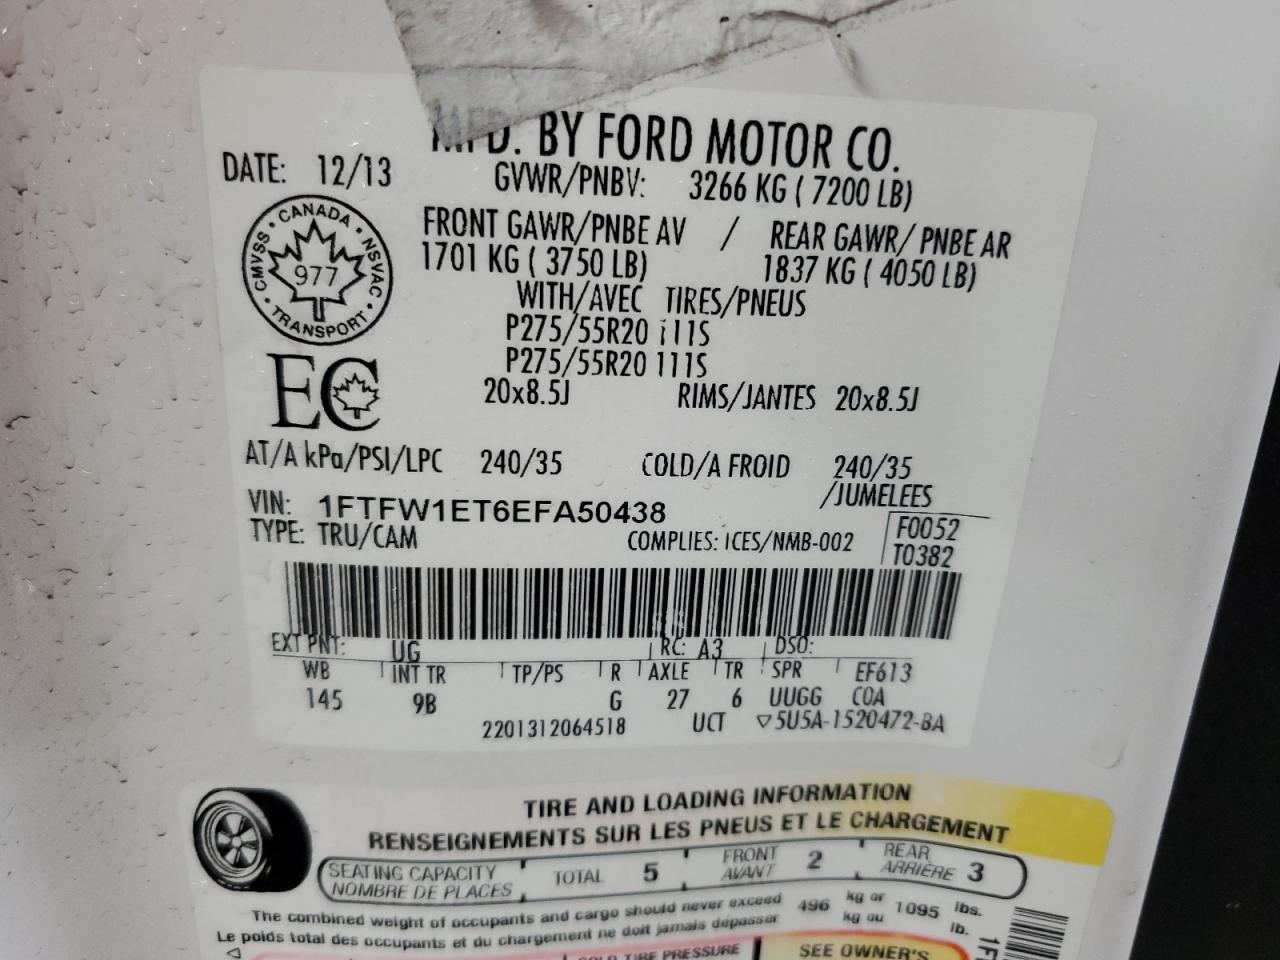 MFD. BY FORD MOTOR CO.
DATE: 12/13
GVWR/PNBV: 3266 KG ( 7200 LB)
FRONT GAWR/PNBE AV / REAR GAWR/ PNBE AR
1701 KG ( 3750 LB) 1837 KG ( 4050 LB)
WITH/AVEC TIRES/PNEUS
P275/55R20 111S
P275/55R20 111S
20x8.5J RIMS/JANTES 20x8.5J
CANADA · NSVAC · TRANSPORT · CMVSS ·
977
EC
AT/A kPa/PSI/LPC 240/35 COLD/A FROID 240/35
/JUMELEES
VIN: 1FTFW1ET6EFA50438
TYPE: TRU/CAM COMPLIES: ICES/NMB-002
F0052
T0382
EXT PNT: UG RC: A3 DSO:
WB INT TR TP/PS R AXLE TR SPR EF613
145 9B G 27 6 UUGG COA
2201312064518 UCT ▽5U5A-1520472-BA
TIRE AND LOADING INFORMATION
RENSEIGNEMENTS SUR LES PNEUS ET LE CHARGEMENT
SEATING CAPACITY
NOMBRE DE PLACES
TOTAL 5
FRONT
AVANT
2
REAR
ARRIÈRE
3
The combined weight of occupants and cargo should never exceed
Le poids total des occupants et du chargement ne doit jamais dépasser
496 kg or
kg ou
1095 lbs.
lb.
TIRE PRESSURE
SEE OWNER'S
1F